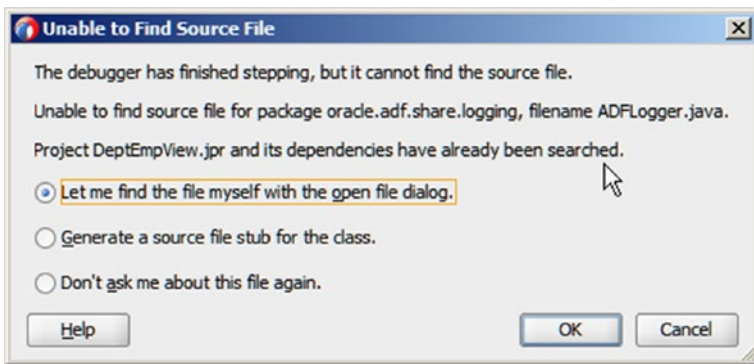 Unable to Find Source File
The debugger has finished stepping, but it cannot find the source file.
Unable to find source file for package oracle.adf.share.logging, filename ADFLogger.java.
Project DeptEmpView.jpr and its dependencies have already been searched.
Let me find the file myself with the open file dialog.
Generate a source file stub for the class.
Don't ask me about this file again.
Help OK Cancel